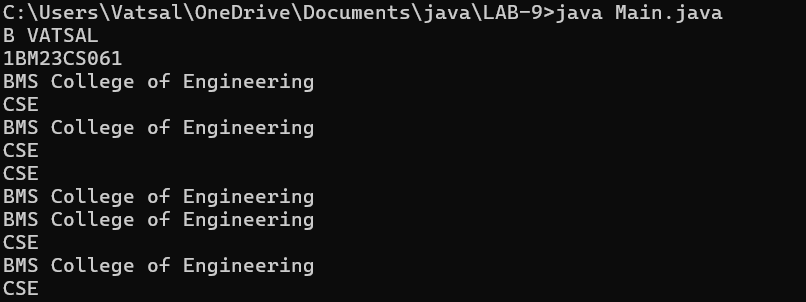 C:\Users\Vatsal\OneDrive\Documents\java\LAB-9>java Main.java
B VATSAL
1BM23CS061
BMS College of Engineering
CSE
BMS College of Engineering
CSE
CSE
BMS College of Engineering
BMS College of Engineering
CSE
BMS College of Engineering
CSE